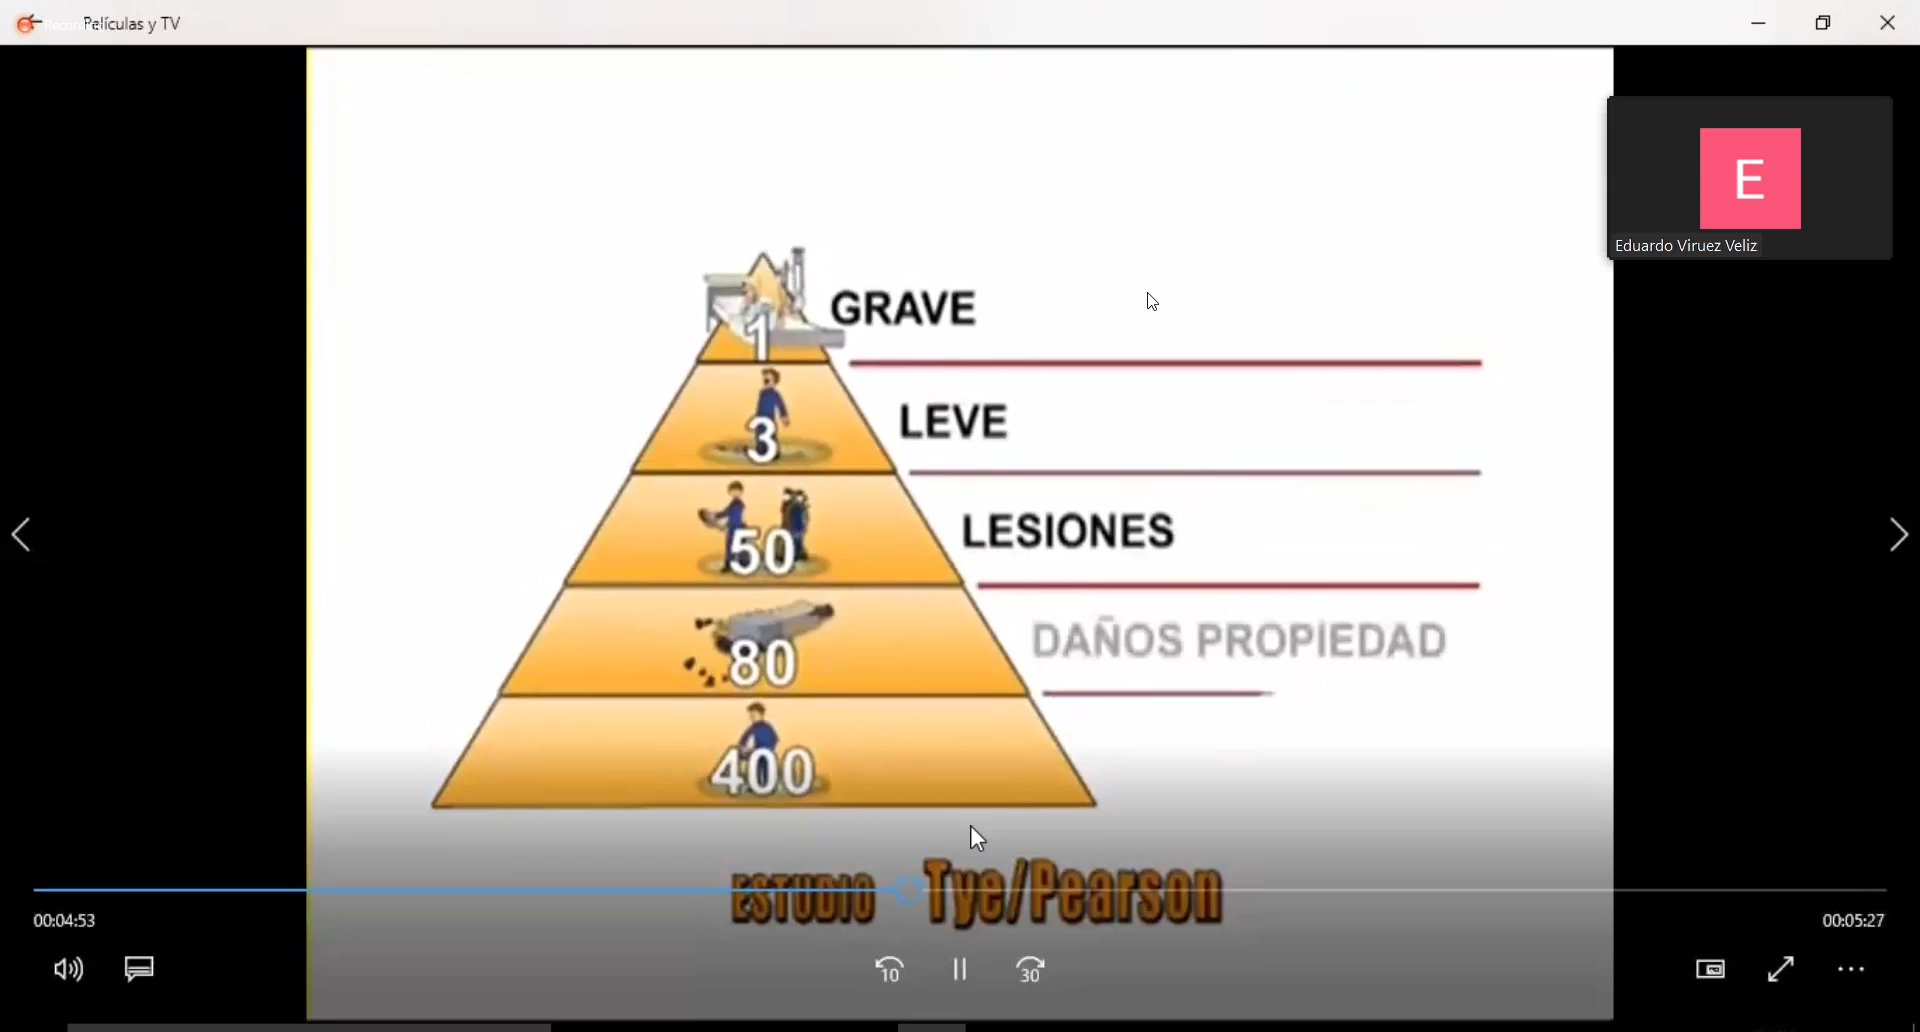 Recording
Películas y TV
E
Eduardo Viruez Veliz
1
GRAVE
3
LEVE
50
LESIONES
80
DAÑOS PROPIEDAD
400
ESTUDIO Tye/Pearson
00:04:53
00:05:27
10
30